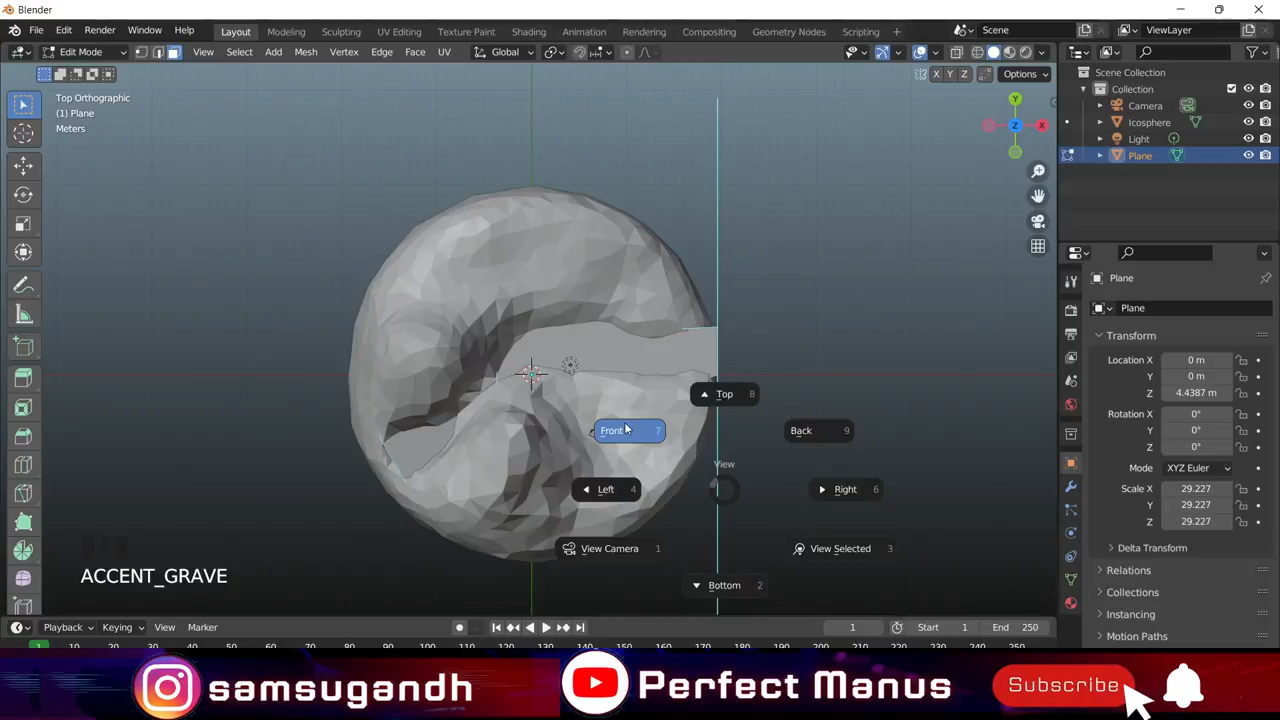 Blender
File Edit Render Window Help
Layout Modeling Sculpting UV Editing Texture Paint Shading Animation Rendering Compositing Geometry Nodes Scripting
Scene
ViewLayer
Edit Mode View Select Add Mesh Vertex Edge Face UV Global
X Y Z Options
Scene Collection
Collection
Camera
Icosphere
Light
Plane
Top Orthographic
(1) Plane
Meters
Y
Z
X
Top 8
Front 7
Back 9
View
Left 4
Right 6
View Camera 1
View Selected 3
Bottom 2
ACCENT_GRAVE
Plane
Plane
Transform
Location X 0 m
Y 0 m
Z 4.4387 m
Rotation X 0°
Y 0°
Z 0°
Mode XYZ Euler
Scale X 29.227
Y 29.227
Z 29.227
Delta Transform
Relations
Collections
Instancing
Motion Paths
Playback Keying View Marker
1
Start 1
End 250
samsugandh
Perfect Manus
Subscribe